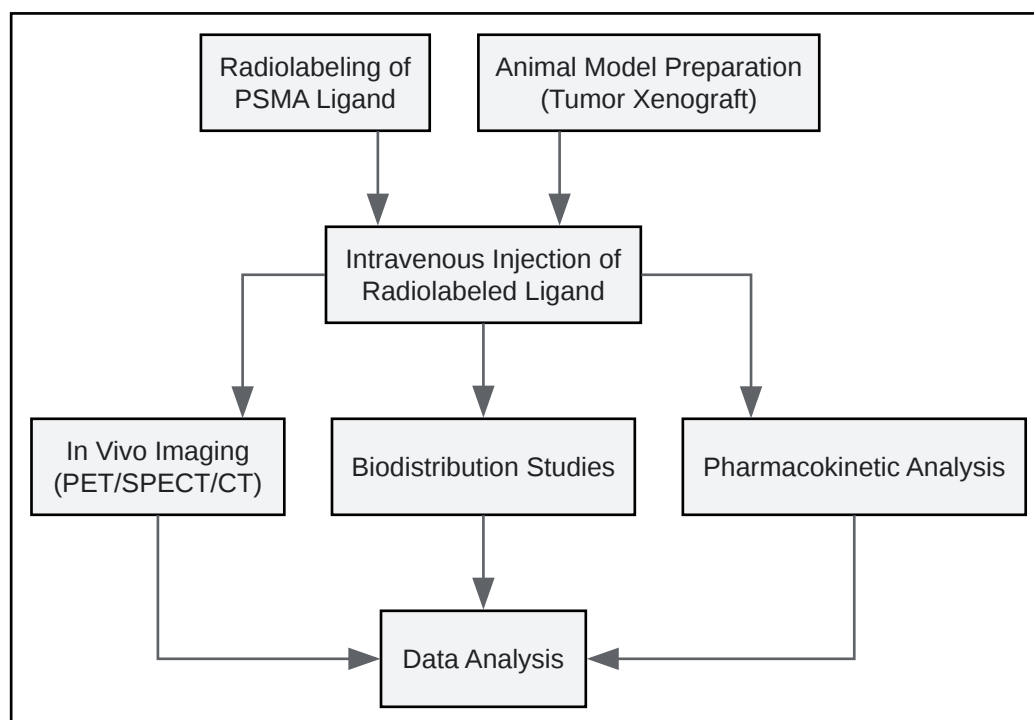 Radiolabeling of
PSMA Ligand
Animal Model Preparation
(Tumor Xenograft)
Intravenous Injection of
Radiolabeled Ligand
In Vivo Imaging
(PET/SPECT/CT)
Biodistribution Studies
Pharmacokinetic Analysis
Data Analysis